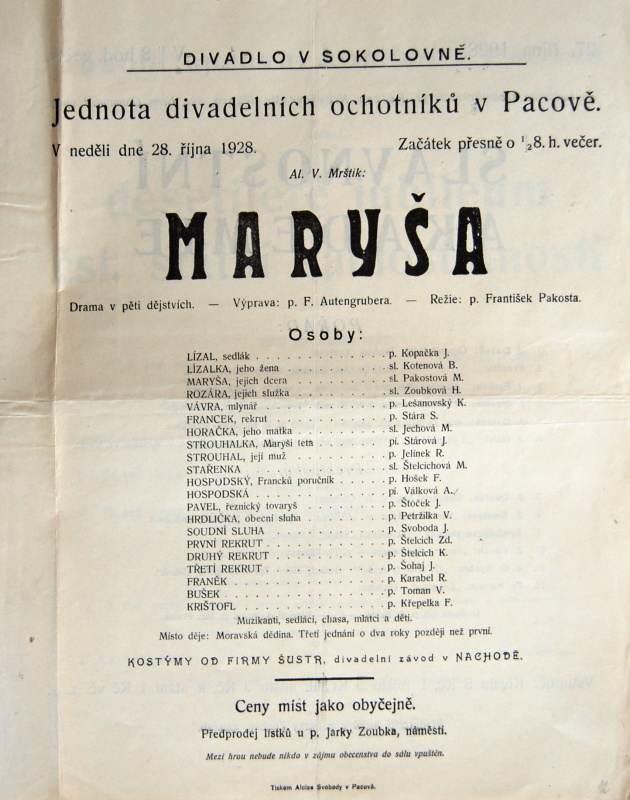 DIVADLO V SOKOLOVNĚ.
Jednota divadelních ochotníků v Pacově.
V neděli dne 28. října 1928. Začátek přesně o ½8. h. večer.
Al. V. Mrštík:
MARYŠA
Drama v pěti dějstvích. — Výprava: p. F. Autengrubera. — Režie: p. František Pakosta.
Osoby:
LÍZAL, sedlák . . . . . . . . . . . . . p. Kopačka J.
LÍZALKA, jeho žena . . . . . . . . . . sl. Kotenová B.
MARYŠA, jejich dcera . . . . . . . . . sl. Pakostová M.
ROZÁRA, jejich služka . . . . . . . . . sl. Zoubková H.
VÁVRA, mlynář . . . . . . . . . . . . p. Lešanovský K.
FRANCEK, rekrut . . . . . . . . . . . p. Stára S.
HORAČKA, jeho matka . . . . . . . . . sl. Jechová M.
STROUHALKA, Maryši teta . . . . . . . . pí. Stárová J.
STROUHAL, její muž . . . . . . . . . . p. Jelínek R.
STAŘENKA . . . . . . . . . . . . . sl. Štelcichová M.
HOSPODSKÝ, Francků poručník . . . . . p. Hošek F.
HOSPODSKÁ . . . . . . . . . . . . . pí. Válková A.
PAVEL, řeznický tovaryš . . . . . . . . p. Štoček J.
HRDLIČKA, obecní sluha . . . . . . . . p. Petržilka V.
SOUDNÍ SLUHA . . . . . . . . . . . . p. Svoboda J.
PRVNÍ REKRUT . . . . . . . . . . . . p. Štelcich Zd.
DRUHÝ REKRUT . . . . . . . . . . . . p. Štelcich K.
TŘETÍ REKRUT . . . . . . . . . . . . p. Šohaj J.
FRANĚK . . . . . . . . . . . . . . p. Karabel R.
BUŠEK . . . . . . . . . . . . . . . p. Toman V.
KRIŠTOFL . . . . . . . . . . . . . . p. Křepelka F.
Muzikanti, sedláci, chasa, mlatci a děti.
Místo děje: Moravská dědina. Třetí jednání o dva roky později než první.
KOSTÝMY OD FIRMY ŠUSTR, divadelní závod v NACHODĚ.
Ceny míst jako obyčejně.
Předprodej lístků u p. Jarky Zoubka, náměstí.
Mezi hrou nebude nikdo v zájmu obecenstva do sálu vpuštěn.
Tiskem Aloise Svobody v Pacově.